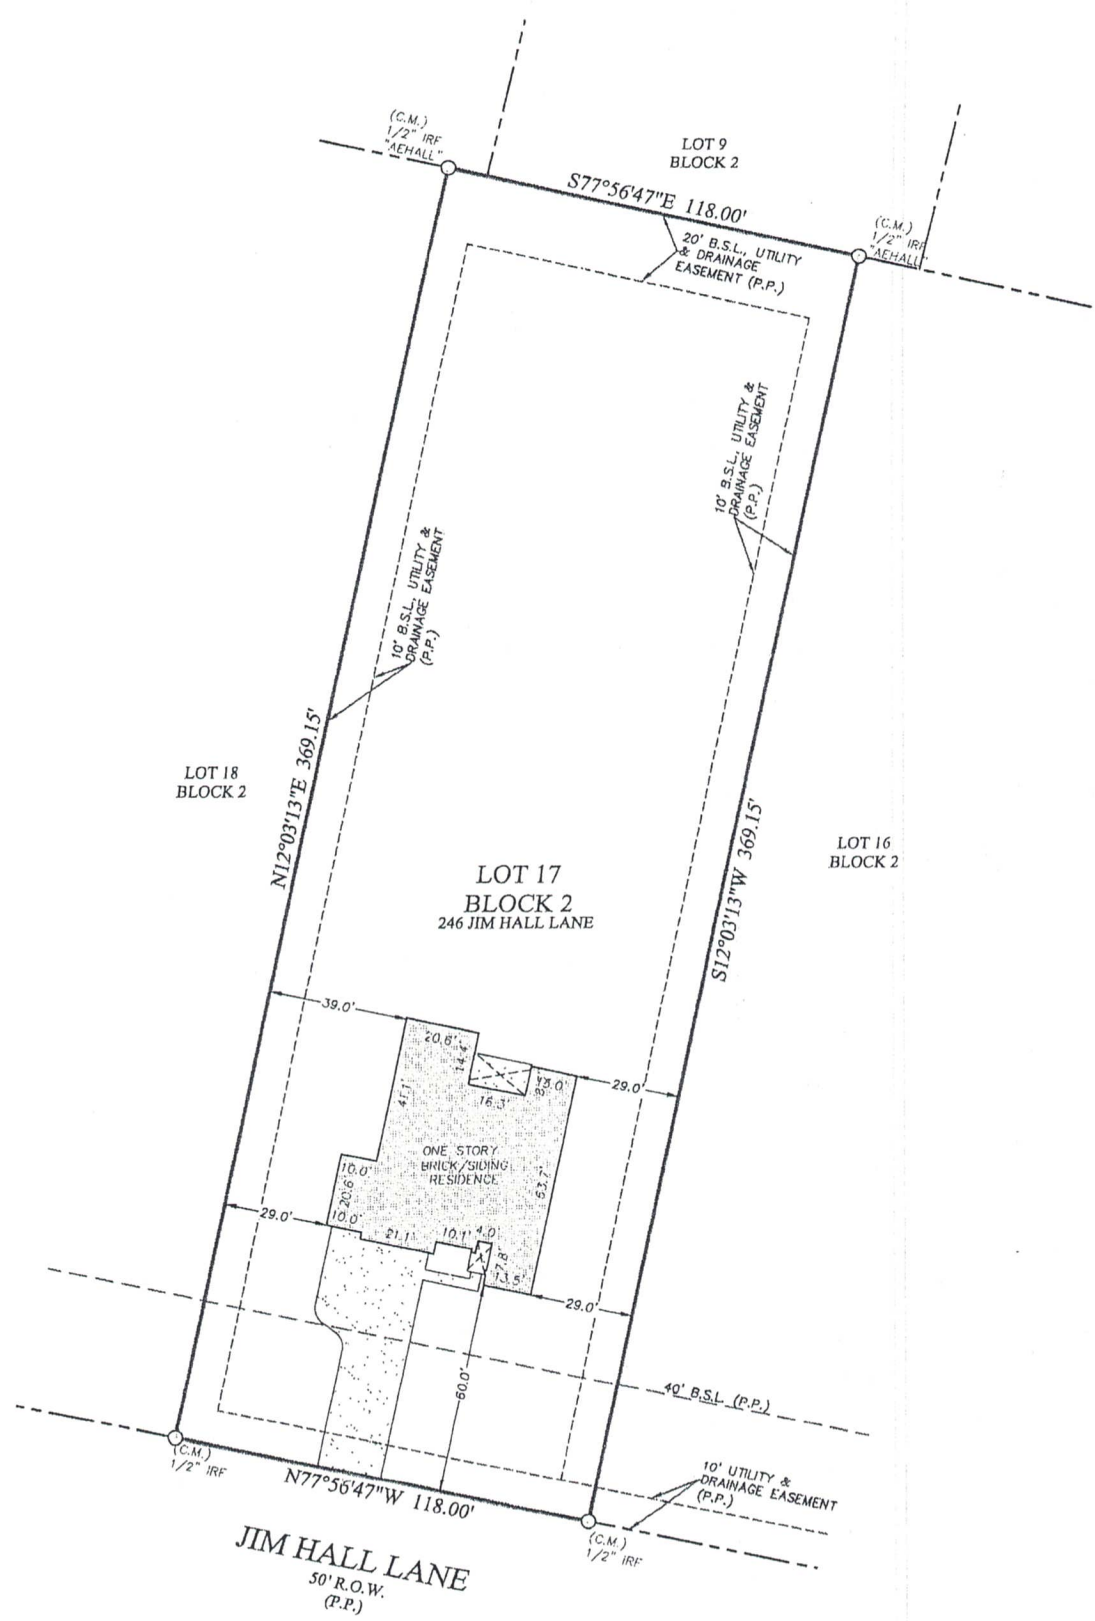 LOT 9
BLOCK 2
(C.M.)
1/2" IRF
"AEHALL"
S77°56'47"E 118.00'
(C.M.)
1/2" IRF
"AEHALL"
20' B.S.L., UTILITY
& DRAINAGE
EASEMENT (P.P.)
10' B.S.L., UTILITY &
DRAINAGE EASEMENT
(P.P.)
10' B.S.L., UTILITY &
DRAINAGE EASEMENT
(P.P.)
N12°03'13"E 369.15'
LOT 18
BLOCK 2
S12°03'13"W 369.15'
LOT 16
BLOCK 2
LOT 17
BLOCK 2
246 JIM HALL LANE
39.0'
20.6'
14.4'
16.3'
13.0'
29.0'
41.1'
ONE STORY
BRICK/SIDING
RESIDENCE
63.7'
10.0'
20.6'
10.0'
29.0'
21.1'
10.1'
4.0'
7.8'
13.5'
29.0'
60.0'
40' B.S.L. (P.P.)
10' UTILITY &
DRAINAGE EASEMENT
(P.P.)
(C.M.)
1/2" IRF
N77°56'47"W 118.00'
(C.M.)
1/2" IRF
JIM HALL LANE
50' R.O.W.
(P.P.)